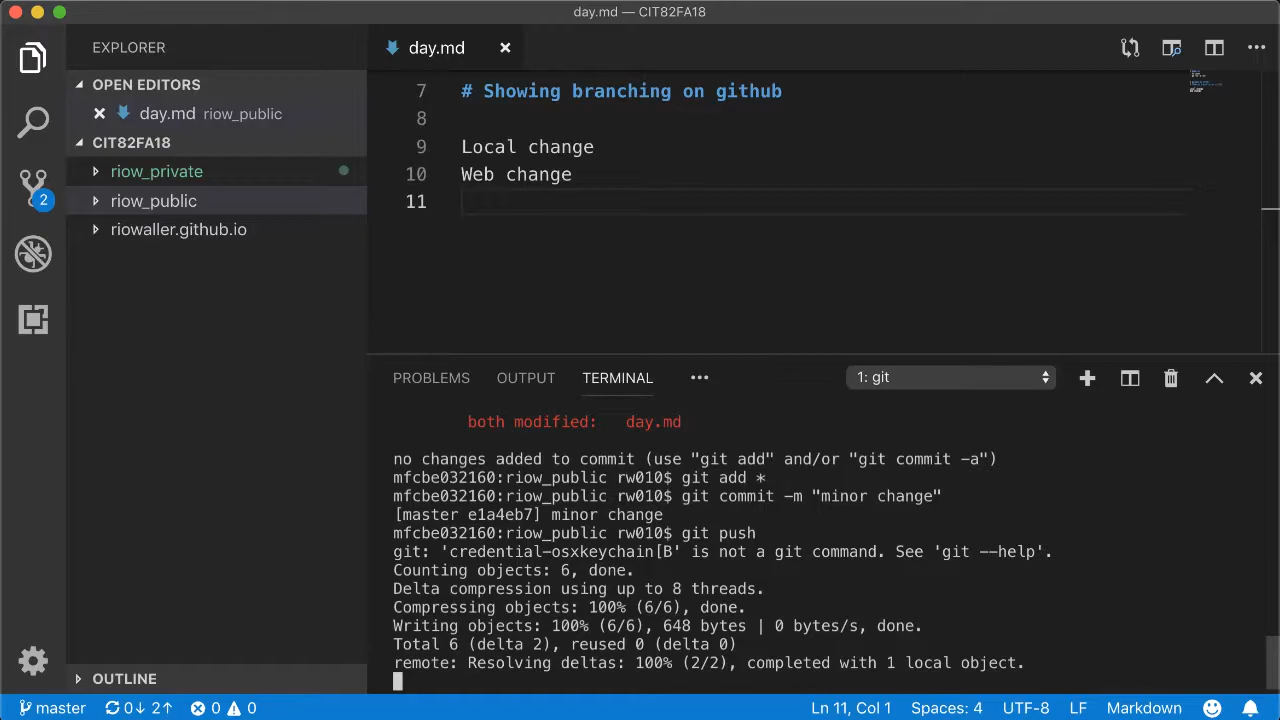 day.md — CIT82FA18
EXPLORER
OPEN EDITORS
day.md riow_public
CIT82FA18
riow_private
riow_public
riowaller.github.io
OUTLINE
2
day.md
7 # Showing branching on github
8
9 Local change
10 Web change
11
PROBLEMS OUTPUT TERMINAL ••• 1: git
both modified: day.md
no changes added to commit (use "git add" and/or "git commit -a")
mfcbe032160:riow_public rw010$ git add *
mfcbe032160:riow_public rw010$ git commit -m "minor change"
[master e1a4eb7] minor change
mfcbe032160:riow_public rw010$ git push
git: 'credential-osxkeychain[B' is not a git command. See 'git --help'.
Counting objects: 6, done.
Delta compression using up to 8 threads.
Compressing objects: 100% (6/6), done.
Writing objects: 100% (6/6), 648 bytes | 0 bytes/s, done.
Total 6 (delta 2), reused 0 (delta 0)
remote: Resolving deltas: 100% (2/2), completed with 1 local object.
master 0↓ 2↑ 0 0 Ln 11, Col 1 Spaces: 4 UTF-8 LF Markdown